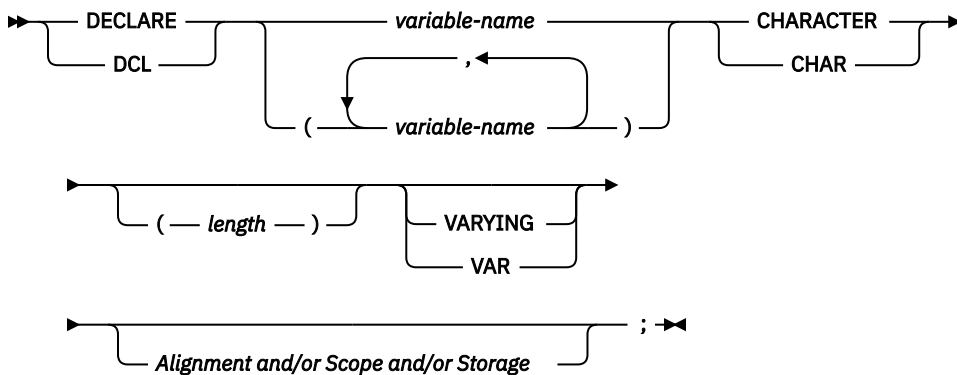 DECLARE variable-name CHARACTER
DCL , CHAR
( variable-name )
( length ) VARYING
VAR
;
Alignment and/or Scope and/or Storage